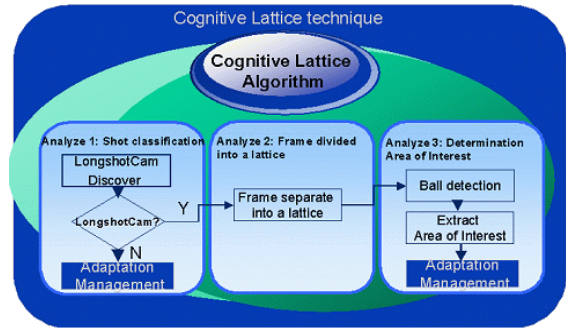 Cognitive Lattice technique
Cognitive Lattice
Algorithm
Analyze 1: Shot classification
LongshotCam
Discover
LongshotCam?
Y
N
Adaptation
Management
Analyze 2: Frame divided
into a lattice
Frame separate
into a lattice
Analyze 3: Determination
Area of Interest
Ball detection
Extract
Area of Interest
Adaptation
Management